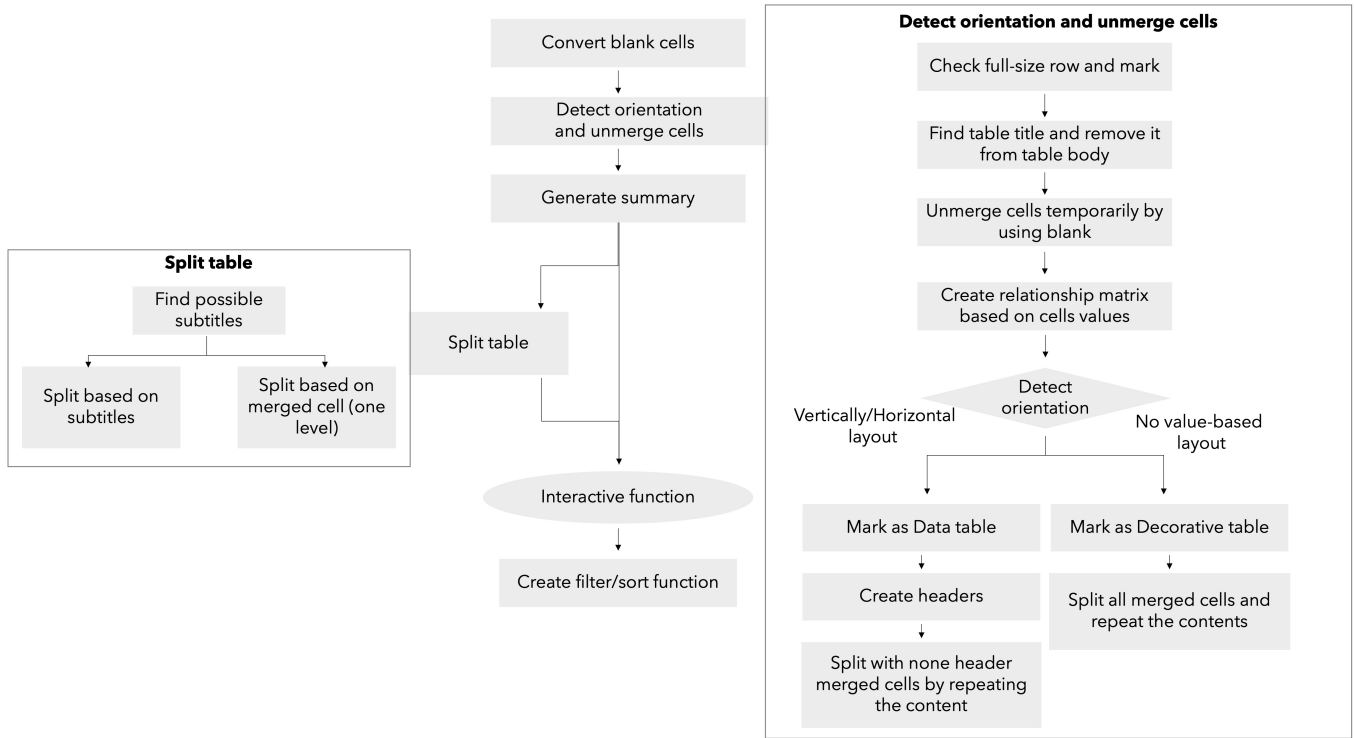 Convert blank cells
Detect orientation
and unmerge cells
Generate summary
Split table
Find possible
subtitles
Split based on
subtitles
Split based on
merged cell (one
level)
Split table
Interactive function
Create filter/sort function
Detect orientation and unmerge cells
Check full-size row and mark
Find table title and remove it
from table body
Unmerge cells temporarily by
using blank
Create relationship matrix
based on cells values
Detect
orientation
Vertically/Horizontal
layout
No value-based
layout
Mark as Data table
Create headers
Split with none header
merged cells by repeating
the content
Mark as Decorative table
Split all merged cells and
repeat the contents